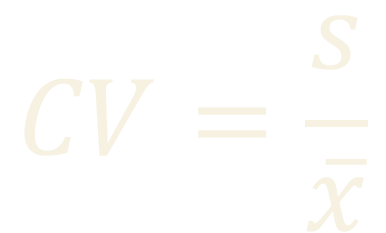 CV = s / x̄